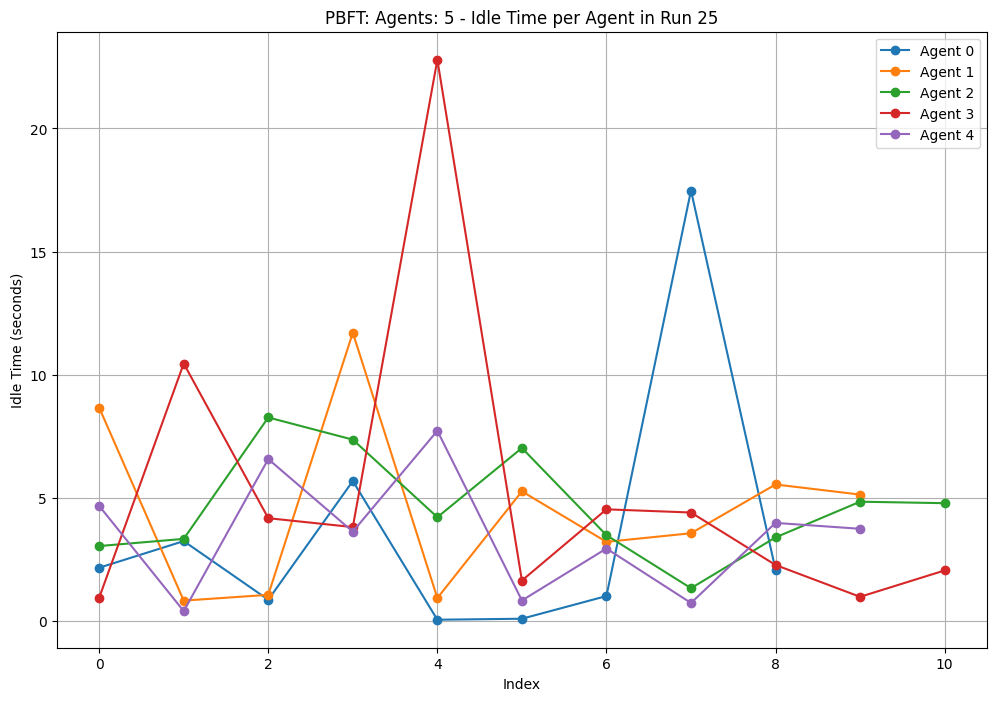 PBFT: Agents: 5 - Idle Time per Agent in Run 25
Agent 0
Agent 1
Agent 2
Agent 3
Agent 4
Idle Time (seconds)
20
15
10
5
0
0 2 4 6 8 10
Index